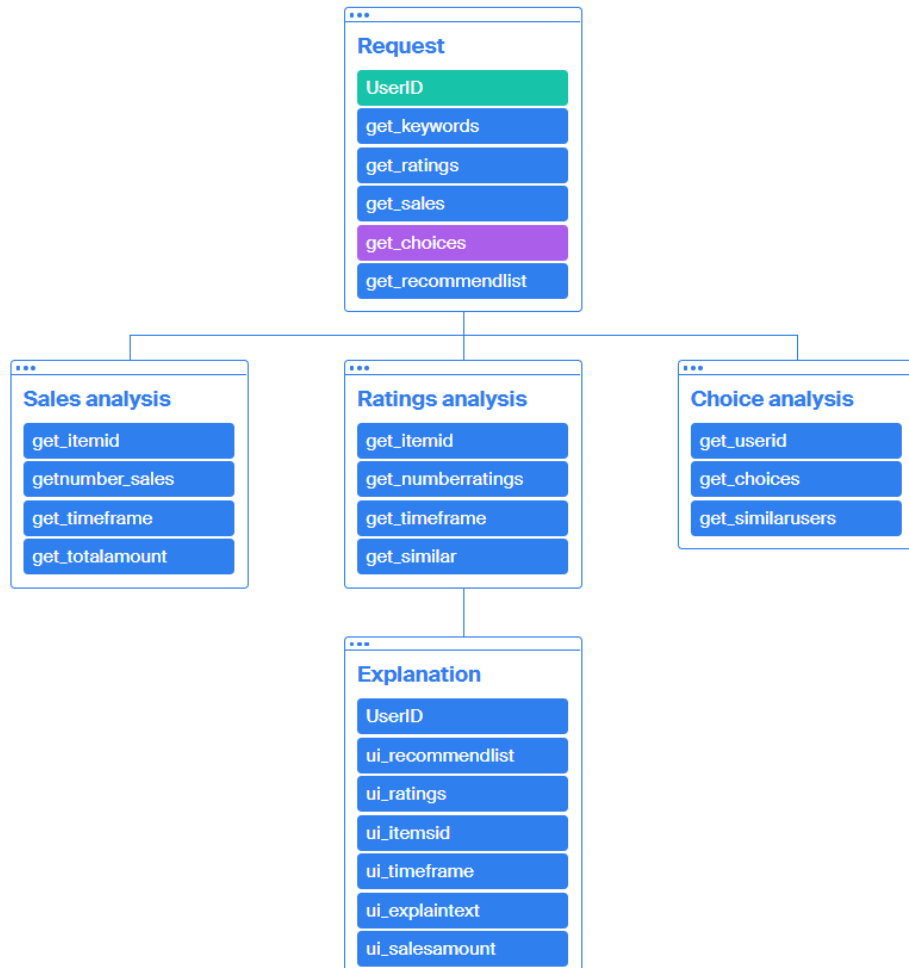 Request
UserID
get_keywords
get_ratings
get_sales
get_choices
get_recommendlist
Sales analysis
get_itemid
getnumber_sales
get_timeframe
get_totalamount
Ratings analysis
get_itemid
get_numberratings
get_timeframe
get_similar
Choice analysis
get_userid
get_choices
get_similarusers
Explanation
UserID
ui_recommendlist
ui_ratings
ui_itemsid
ui_timeframe
ui_explaintext
ui_salesamount